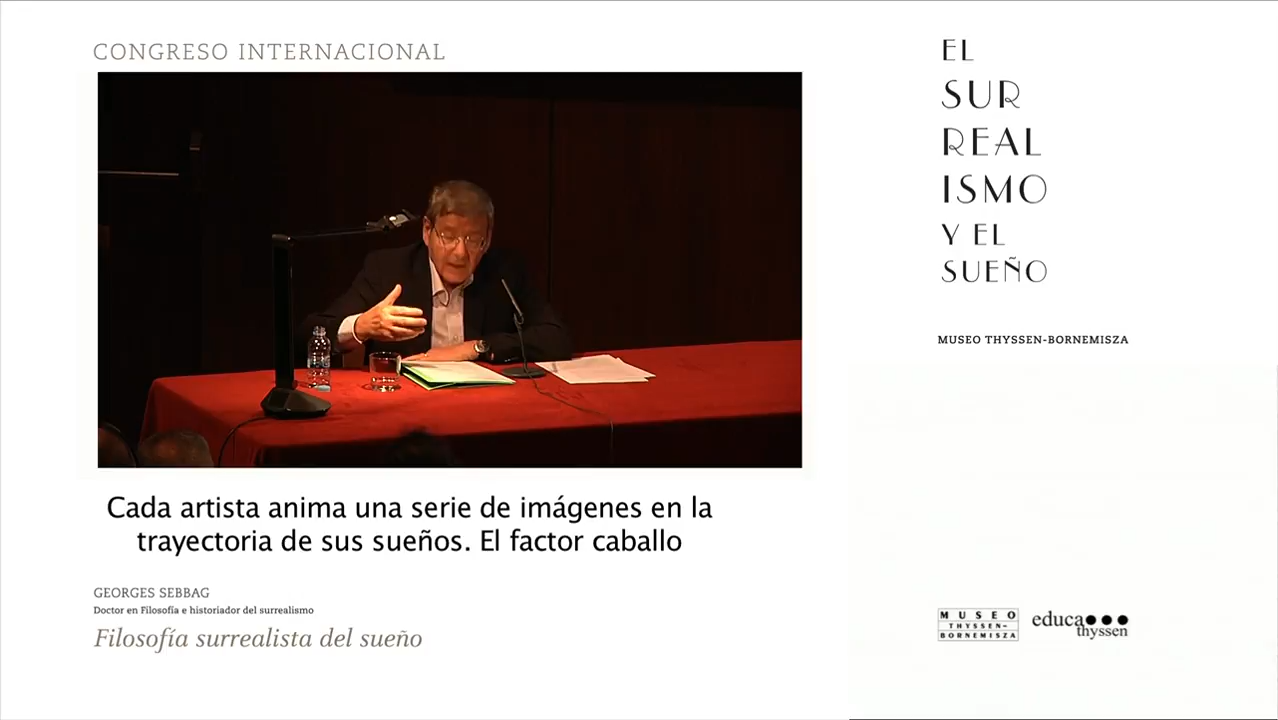 CONGRESO INTERNACIONAL
EL
SUR
REAL
ISMO
Y EL
SUEÑO
MUSEO THYSSEN-BORNEMISZA
Cada artista anima una serie de imágenes en la
trayectoria de sus sueños. El factor caballo
GEORGES SEBBAG
Doctor en Filosofía e historiador del surrealismo
Filosofía surrealista del sueño
MUSEO
THYSSEN-
BORNEMISZA
educa
thyssen